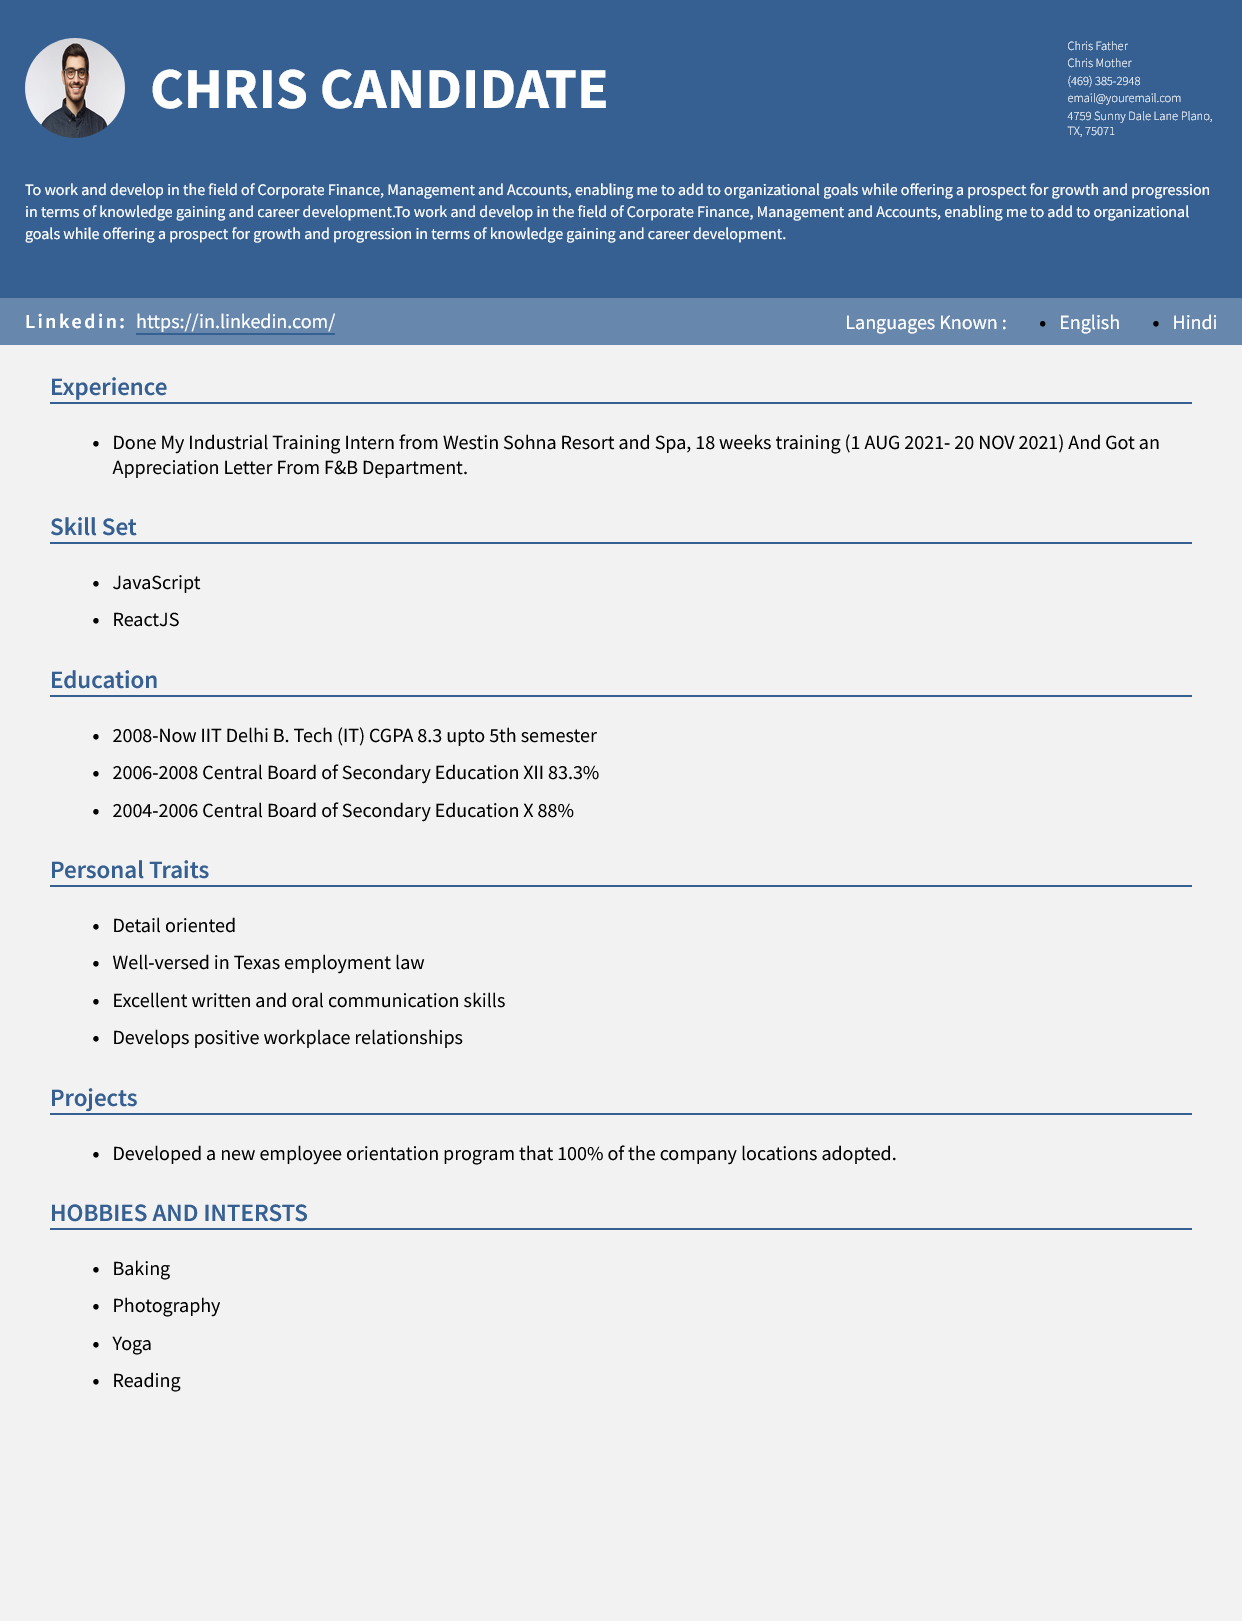 CHRIS CANDIDATE
Chris Father
Chris Mother
(469) 385-2948
email@youremail.com
4759 Sunny Dale Lane Plano,
TX, 75071
To work and develop in the field of Corporate Finance, Management and Accounts, enabling me to add to organizational goals while offering a prospect for growth and progression
in terms of knowledge gaining and career development.To work and develop in the field of Corporate Finance, Management and Accounts, enabling me to add to organizational
goals while offering a prospect for growth and progression in terms of knowledge gaining and career development.
Linkedin: https://in.linkedin.com/
Languages Known : • English • Hindi
Experience
• Done My Industrial Training Intern from Westin Sohna Resort and Spa, 18 weeks training (1 AUG 2021- 20 NOV 2021) And Got an
Appreciation Letter From F&B Department.
Skill Set
• JavaScript
• ReactJS
Education
• 2008-Now IIT Delhi B. Tech (IT) CGPA 8.3 upto 5th semester
• 2006-2008 Central Board of Secondary Education XII 83.3%
• 2004-2006 Central Board of Secondary Education X 88%
Personal Traits
• Detail oriented
• Well-versed in Texas employment law
• Excellent written and oral communication skills
• Develops positive workplace relationships
Projects
• Developed a new employee orientation program that 100% of the company locations adopted.
HOBBIES AND INTERSTS
• Baking
• Photography
• Yoga
• Reading